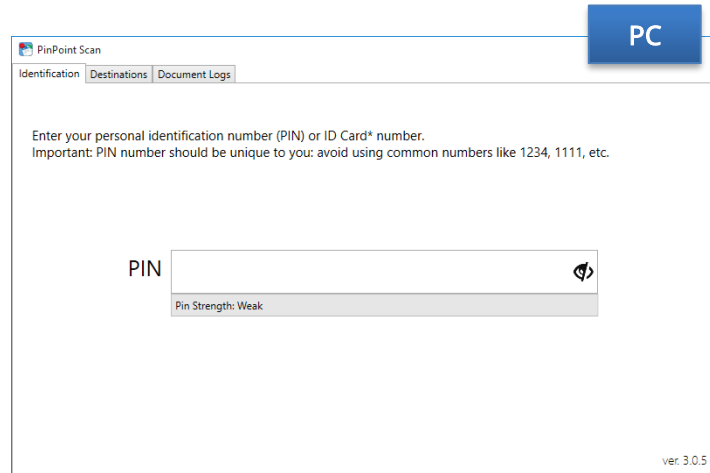 PC
PinPoint Scan
Identification Destinations Document Logs
Enter your personal identification number (PIN) or ID Card* number.
Important: PIN number should be unique to you: avoid using common numbers like 1234, 1111, etc.
PIN
Pin Strength: Weak
ver. 3.0.5